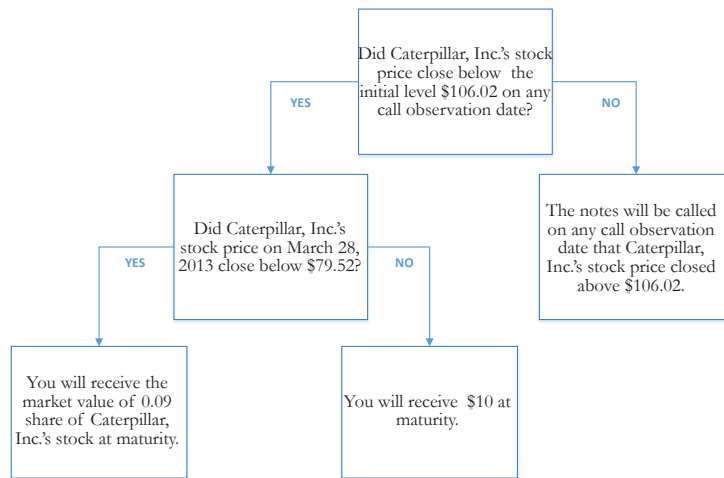 Did Caterpillar, Inc.'s stock
price close below the
initial level $106.02 on any
call observation date?
YES
NO
Did Caterpillar, Inc.'s
stock price on March 28,
2013 close below $79.52?
The notes will be called
on any call observation
date that Caterpillar,
Inc.'s stock price closed
above $106.02.
YES
NO
You will receive the
market value of 0.09
share of Caterpillar,
Inc.'s stock at maturity.
You will receive $10 at
maturity.